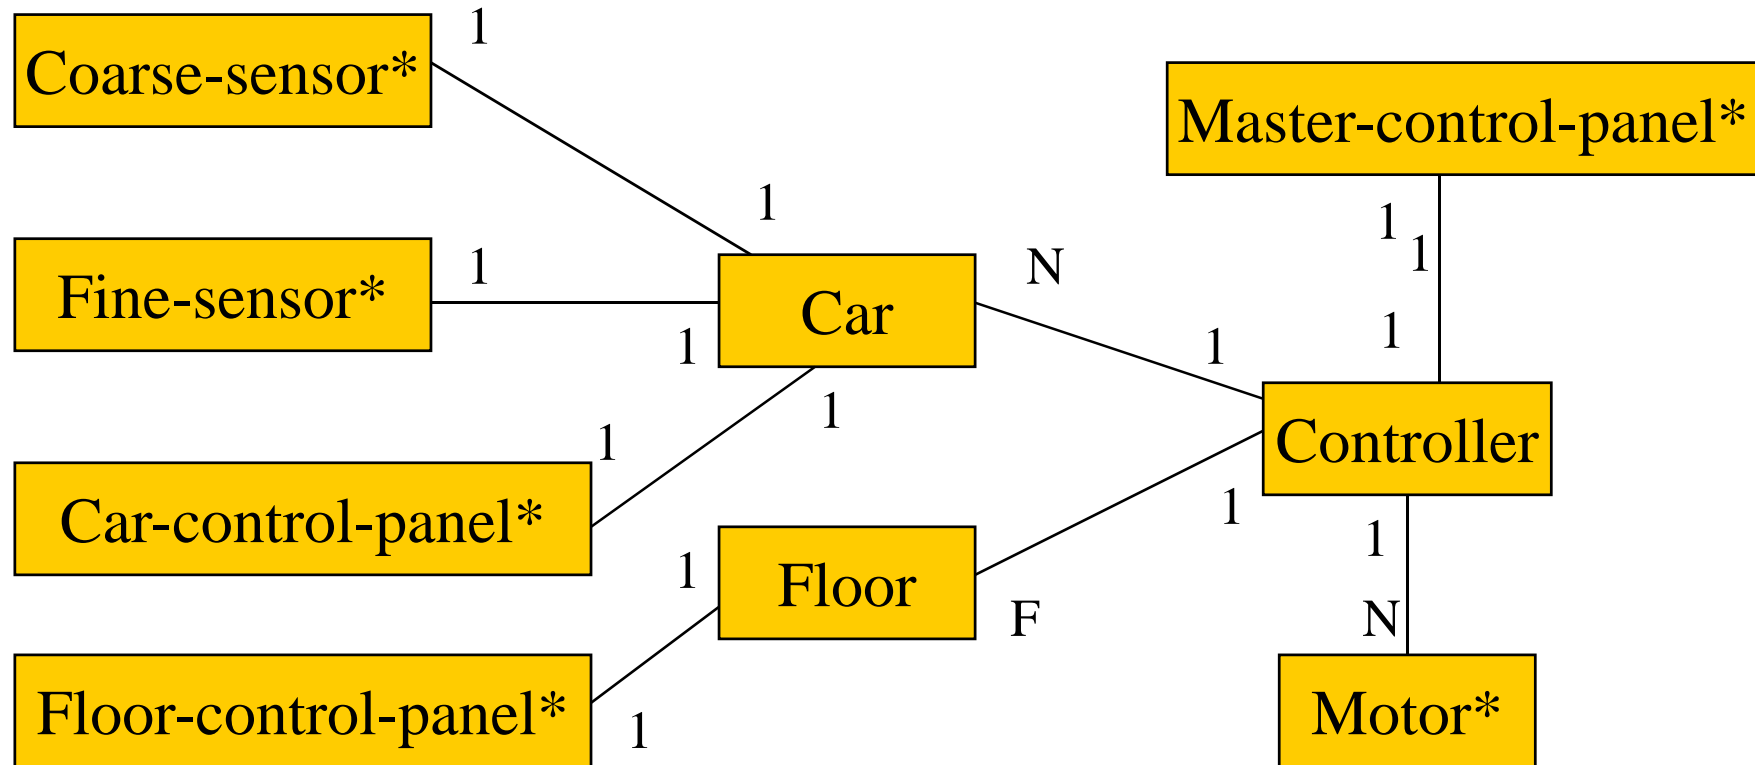 1
Coarse-sensor*
Master-control-panel*
1
1
1
Fine-sensor*
1
N
Car
1
1
1
1
Controller
1
Car-control-panel*
1
1
1
Floor
F
N
Floor-control-panel*
1
Motor*